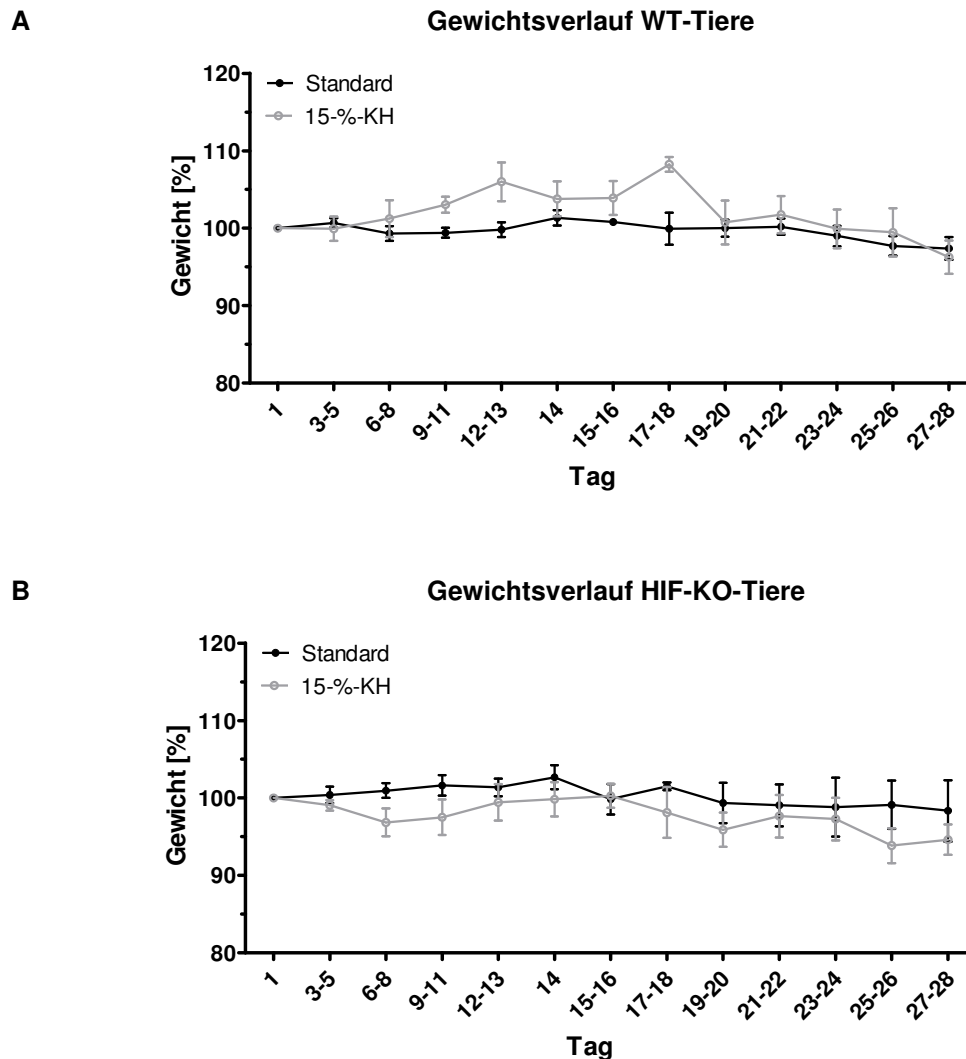 A
Gewichtsverlauf WT-Tiere
Standard
15-%-KH
Gewicht [%]
120
110
100
90
80
1 3-5 6-8 9-11 12-13 14 15-16 17-18 19-20 21-22 23-24 25-26 27-28
Tag
B
Gewichtsverlauf HIF-KO-Tiere
Standard
15-%-KH
Gewicht [%]
120
110
100
90
80
1 3-5 6-8 9-11 12-13 14 15-16 17-18 19-20 21-22 23-24 25-26 27-28
Tag